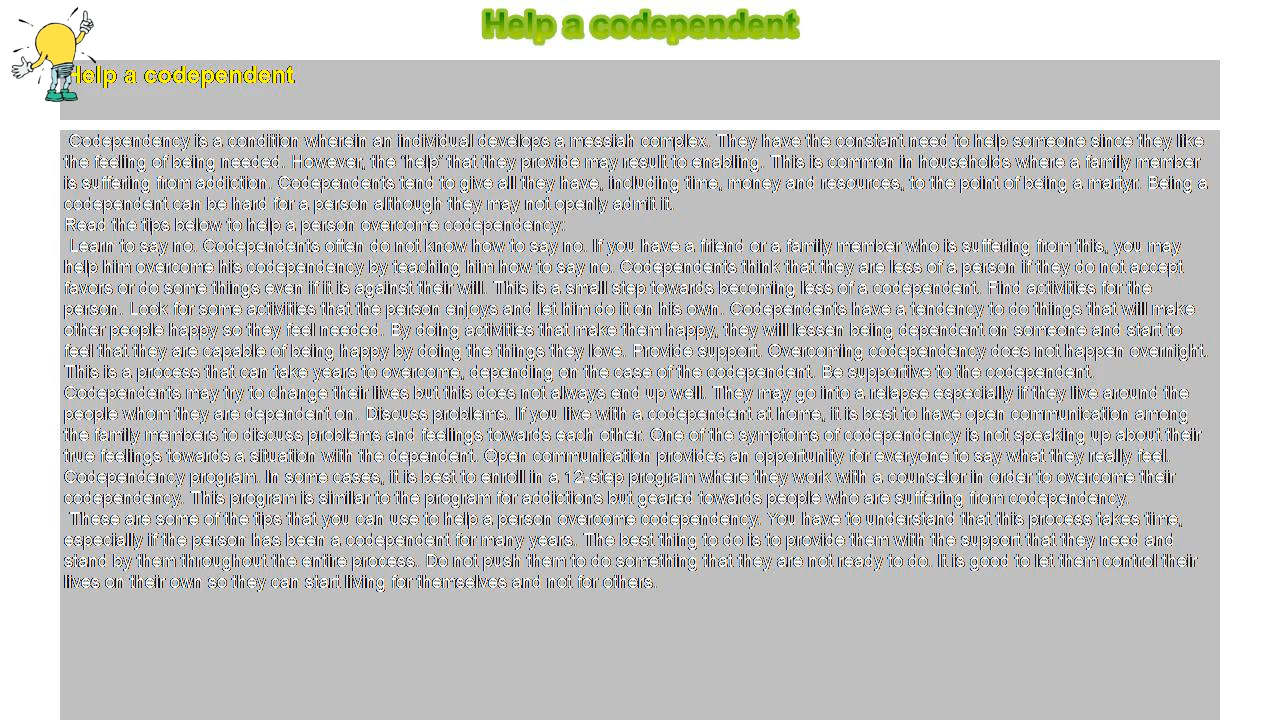 Help a codependent
Help a codependent
Codependency is a condition wherein an individual develops a messiah complex. They have the constant need to help someone since they like
the feeling of being needed. However, the "help" that they provide may result to enabling. This is common in households where a family member
is suffering from addiction. Codependents tend to give all they have, including time, money and resources, to the point of being a martyr. Being a
codependent can be hard for a person although they may not openly admit it.
Read the tips below to help a person overcome codependency:
Learn to say no. Codependents often do not know how to say no. If you have a friend or a family member who is suffering from this, you may
help him overcome his codependency by teaching him how to say no. Codependents think that they are less of a person if they do not accept
favors or do some things even if it is against their will. This is a small step towards becoming less of a codependent. Find activities for the
person. Look for some activities that the person enjoys and let him do it on his own. Codependents have a tendency to do things that will make
other people happy so they feel needed. By doing activities that make them happy, they will lessen being dependent on someone and start to
feel that they are capable of being happy by doing the things they love. Provide support. Overcoming codependency does not happen overnight.
This is a process that can take years to overcome, depending on the case of the codependent. Be supportive to the codependent.
Codependents may try to change their lives but this does not always end up well. They may go into a relapse especially if they live around the
people whom they are dependent on. Discuss problems. If you live with a codependent at home, it is best to have open communication among
the family members to discuss problems and feelings towards each other. One of the symptoms of codependency is not speaking up about their
true feelings towards a situation with the dependent. Open communication provides an opportunity for everyone to say what they really feel.
Codependency program. In some cases, it is best to enroll in a 12-step program where they work with a counselor in order to overcome their
codependency. This program is similar to the program for addictions but geared towards people who are suffering from codependency.
These are some of the tips that you can use to help a person overcome codependency. You have to understand that this process takes time,
especially if the person has been a codependent for many years. The best thing to do is to provide them with the support that they need and
stand by them throughout the entire process. Do not push them to do something that they are not ready to do. It is good to let them control their
lives on their own so they can start living for themselves and not for others.